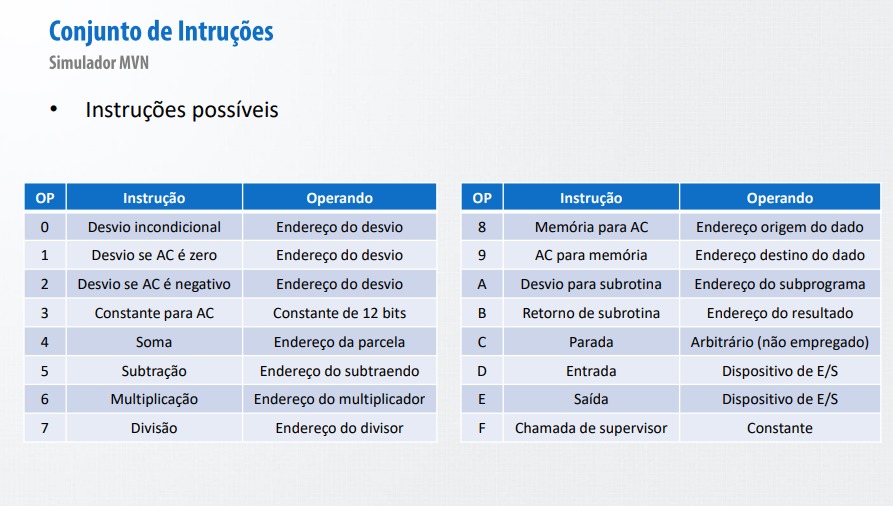 Conjunto de Intruções
Simulador MVN
• Instruções possíveis
OP Instrução Operando
0 Desvio incondicional Endereço do desvio
1 Desvio se AC é zero Endereço do desvio
2 Desvio se AC é negativo Endereço do desvio
3 Constante para AC Constante de 12 bits
4 Soma Endereço da parcela
5 Subtração Endereço do subtraendo
6 Multiplicação Endereço do multiplicador
7 Divisão Endereço do divisor
OP Instrução Operando
8 Memória para AC Endereço origem do dado
9 AC para memória Endereço destino do dado
A Desvio para subrotina Endereço do subprograma
B Retorno de subrotina Endereço do resultado
C Parada Arbitrário (não empregado)
D Entrada Dispositivo de E/S
E Saída Dispositivo de E/S
F Chamada de supervisor Constante